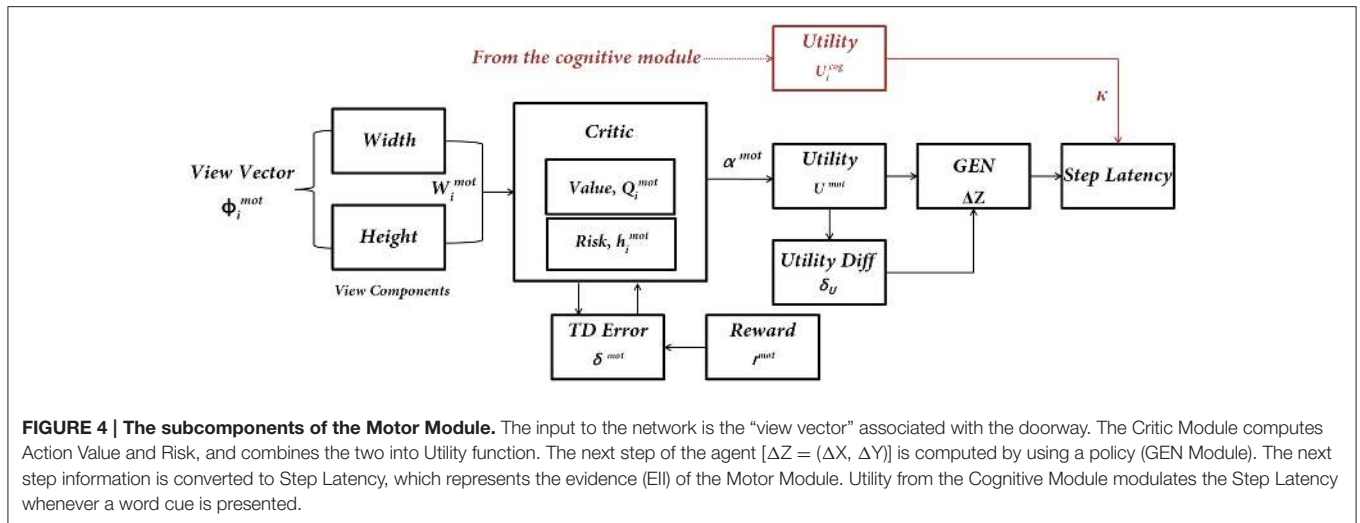 Utility
U_i^cog
From the cognitive module
κ
Width
Critic
View Vector
Φ_i^mot
W_i^mot
Value, Q_i^mot
α^mot
Utility
U^mot
GEN
ΔZ
Step Latency
Height
Risk, h_i^mot
View Components
Utility Diff
δ_U
TD Error
δ^mot
Reward
r^mot
FIGURE 4 | The subcomponents of the Motor Module. The input to the network is the “view vector” associated with the doorway. The Critic Module computes
Action Value and Risk, and combines the two into Utility function. The next step of the agent [ΔZ = (ΔX, ΔY)] is computed by using a policy (GEN Module). The next
step information is converted to Step Latency, which represents the evidence (EII) of the Motor Module. Utility from the Cognitive Module modulates the Step Latency
whenever a word cue is presented.